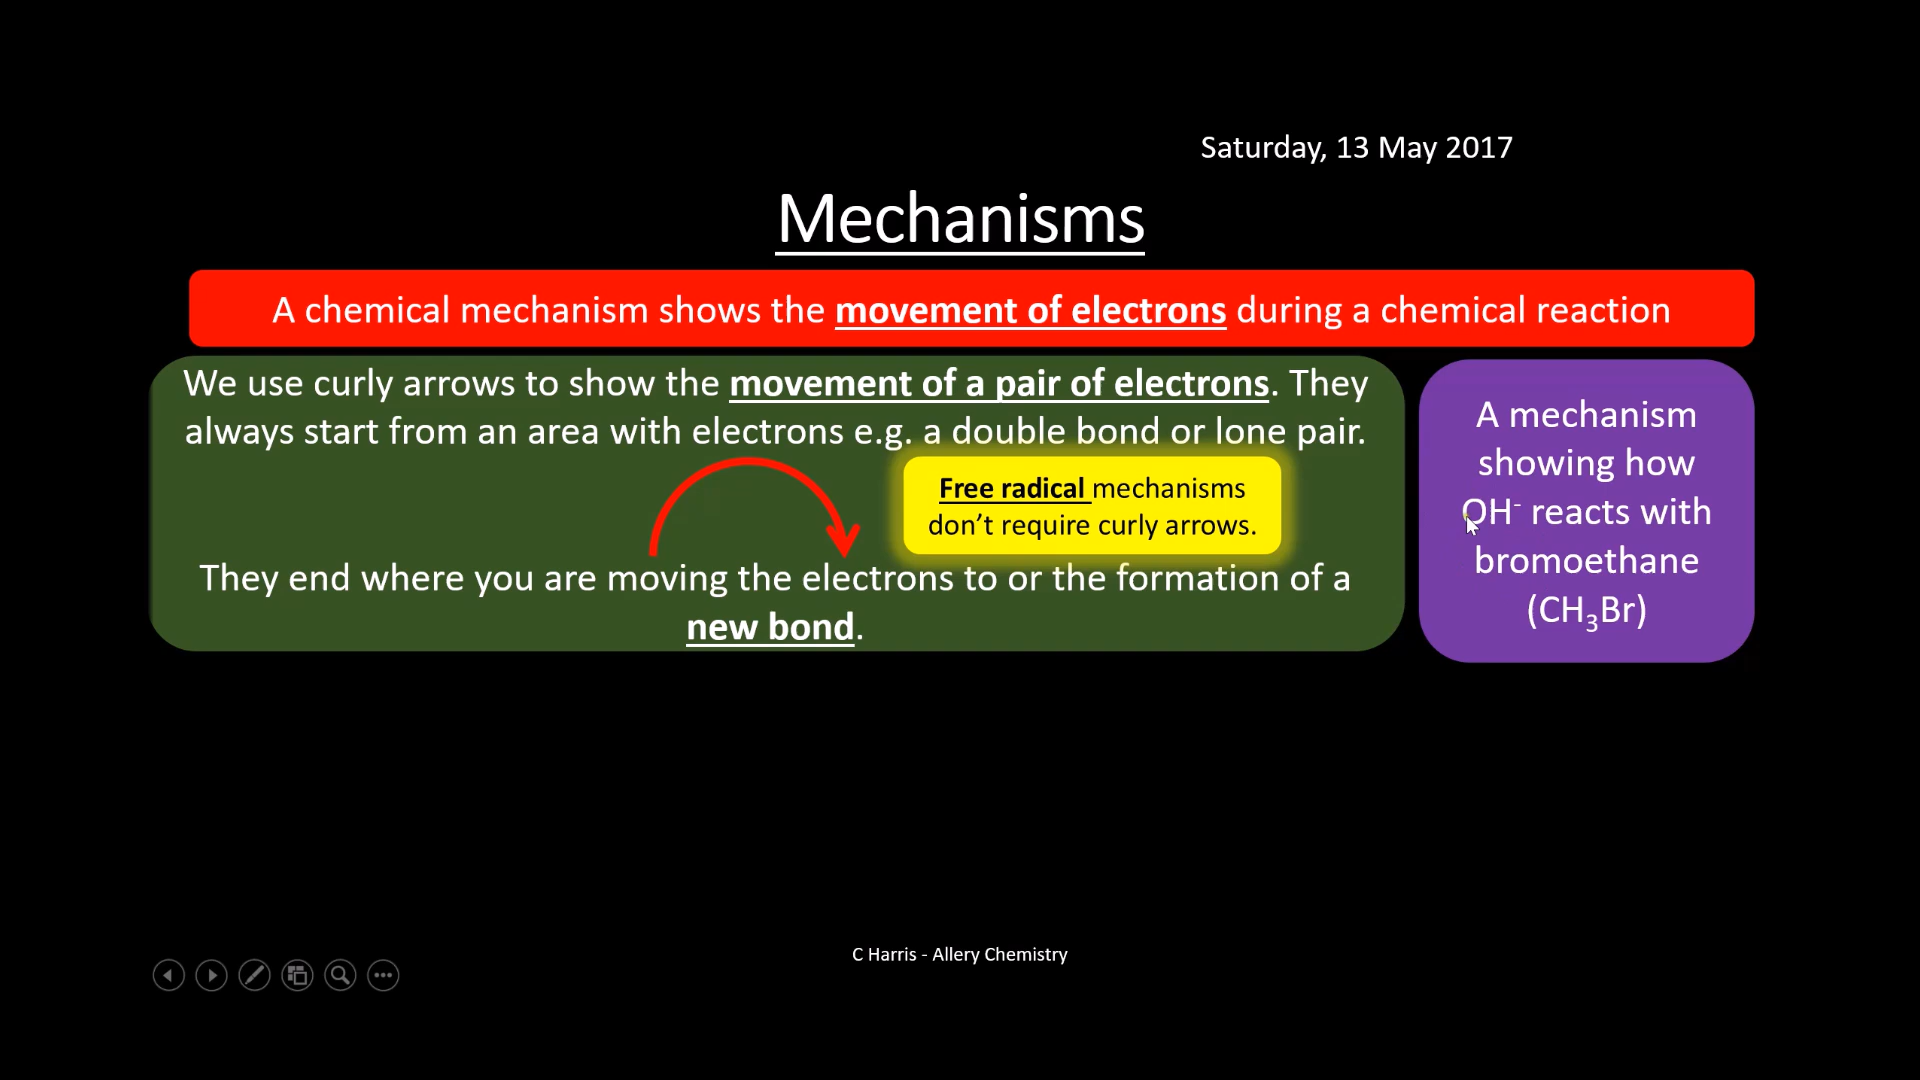 Saturday, 13 May 2017
Mechanisms
A chemical mechanism shows the movement of electrons during a chemical reaction
We use curly arrows to show the movement of a pair of electrons. They
always start from an area with electrons e.g. a double bond or lone pair.
Free radical mechanisms
don’t require curly arrows.
They end where you are moving the electrons to or the formation of a
new bond.
A mechanism
showing how
OH⁻ reacts with
bromoethane
(CH₃Br)
C Harris - Allery Chemistry